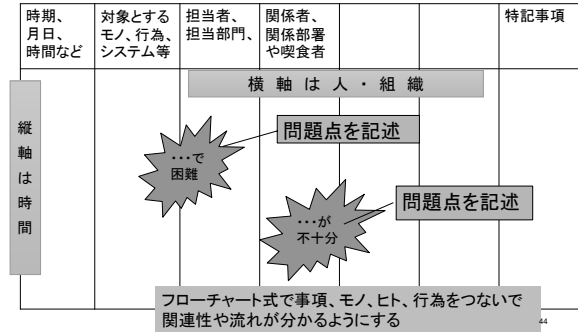 時期、
月日、
時間など
対象とする
モノ、行為、
システム等
担当者、
担当部門、
関係者、
関係部署
や喫食者
特記事項
横軸は人・組織
縦軸は時間
・・・で
困難
問題点を記述
・・・が
不十分
問題点を記述
フローチャート式で事項、モノ、ヒト、行為をつないで
関連性や流れが分かるようにする
44